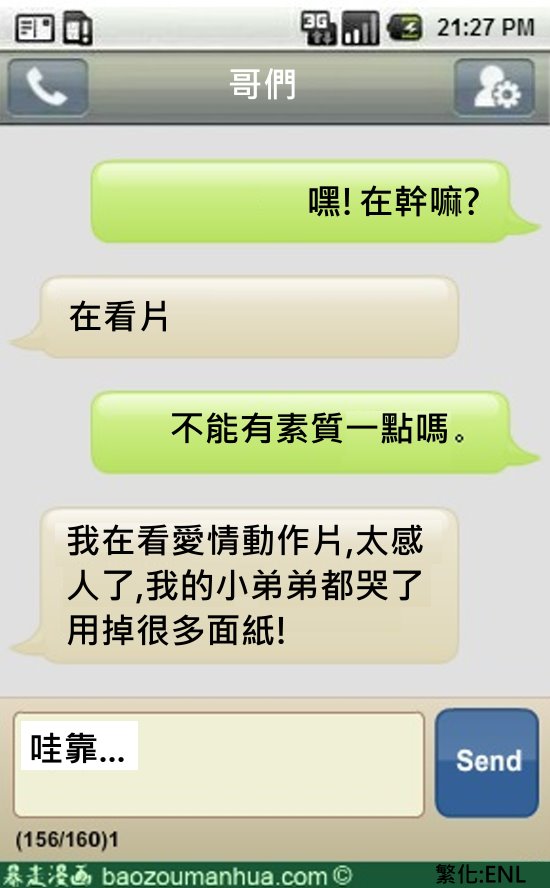 3G 21:27 PM
哥們
嘿! 在幹嘛?
在看片
不能有素質一點嗎。
我在看愛情動作片,太感
人了,我的小弟弟都哭了
用掉很多面紙!
哇靠...
Send
(156/160)1
暴走漫画 baozoumanhua.com © 繁化:ENL